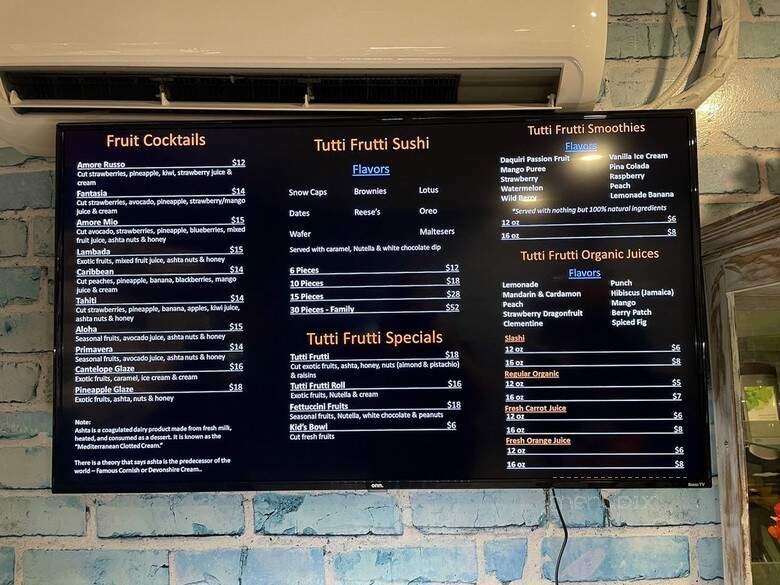 Fruit Cocktails
Amore Russo $12
Cut strawberries, pineapple, kiwi, strawberry juice &
cream
Fantasia $14
Cut strawberries, avocado, pineapple, strawberry/mango
juice & cream
Amore Mio $15
Cut avocado, strawberries, pineapple, blueberries, mixed
fruit juice, ashta nuts & honey
Lambada $15
Exotic fruits, mixed fruit juice, ashta nuts & honey
Caribbean $14
Cut peaches, pineapple, banana, blackberries, mango
juice & cream
Tahiti $14
Cut strawberries, pineapple, banana, apples, kiwi juice,
ashta nuts & honey
Aloha $15
Seasonal fruits, avocado juice, ashta nuts & honey
Primavera $14
Seasonal fruits, avocado juice, ashta nuts & honey
Cantelope Glaze $16
Exotic fruits, caramel, ice cream & cream
Pineapple Glaze $18
Exotic fruits, ashta, nuts & honey
Note:
Ashta is a coagulated dairy product made from fresh milk,
heated, and consumed as a dessert. It is known as the
"Mediterranean Clotted Cream."
There is a theory that says ashta is the predecessor of the
world – Famous Cornish or Devonshire Cream..
Tutti Frutti Sushi
Flavors
Snow Caps Brownies Lotus
Dates Reese's Oreo
Wafer Maltesers
Served with caramel, Nutella & white chocolate dip
6 Pieces $12
10 Pieces $18
15 Pieces $28
30 Pieces - Family $52
Tutti Frutti Specials
Tutti Frutti $18
Cut exotic fruits, ashta, honey, nuts (almond & pistachio)
& raisins
Tutti Frutti Roll $16
Exotic fruits, Nutella & cream
Fettuccini Fruits $18
Seasonal fruits, Nutella, white chocolate & peanuts
Kid's Bowl $6
Cut fresh fruits
Tutti Frutti Smoothies
Flavors
Daquiri Passion Fruit Vanilla Ice Cream
Mango Puree Pina Colada
Strawberry Raspberry
Watermelon Peach
Wild Berry Lemonade Banana
*Served with nothing but 100% natural ingredients
12 oz $6
16 oz $8
Tutti Frutti Organic Juices
Flavors
Lemonade Punch
Mandarin & Cardamon Hibiscus (Jamaica)
Peach Mango
Strawberry Dragonfruit Berry Patch
Clementine Spiced Fig
Slashi
12 oz $6
16 oz $8
Regular Organic
12 oz $5
16 oz $7
Fresh Carrot Juice
12 oz $6
16 oz $8
Fresh Orange Juice
12 oz $6
16 oz $8
onn.
Roku TV